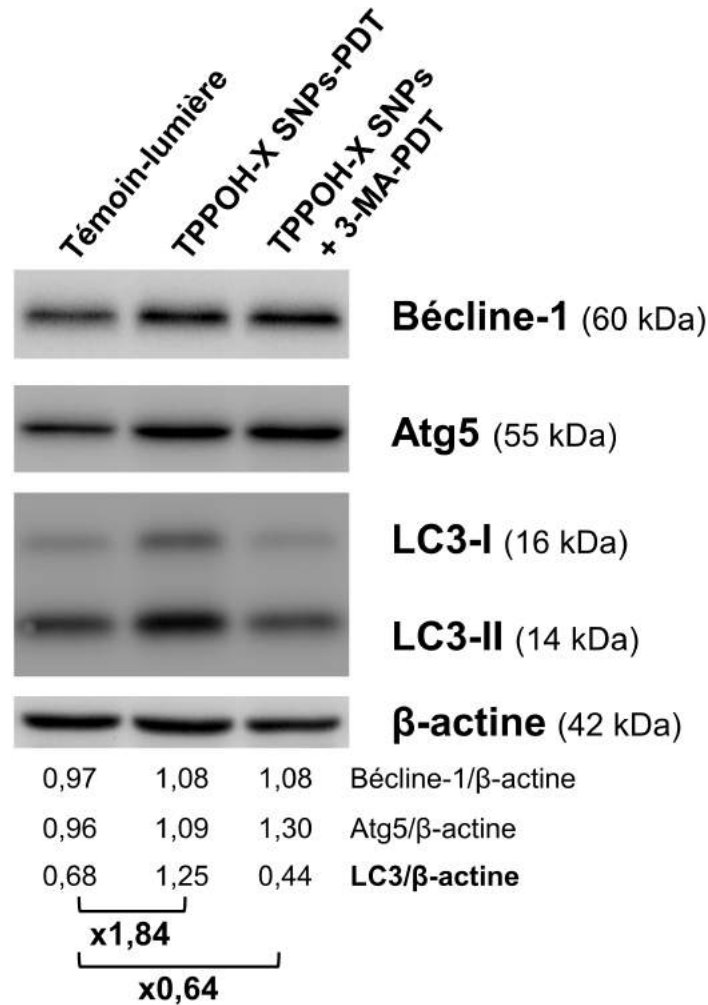 Témoin-lumière
TPPOH-X SNPs-PDT
TPPOH-X SNPs
+ 3-MA-PDT
Bécline-1 (60 kDa)
Atg5 (55 kDa)
LC3-I (16 kDa)
LC3-II (14 kDa)
β-actine (42 kDa)
0,97 1,08 1,08 Bécline-1/β-actine
0,96 1,09 1,30 Atg5/β-actine
0,68 1,25 0,44 LC3/β-actine
x1,84
x0,64